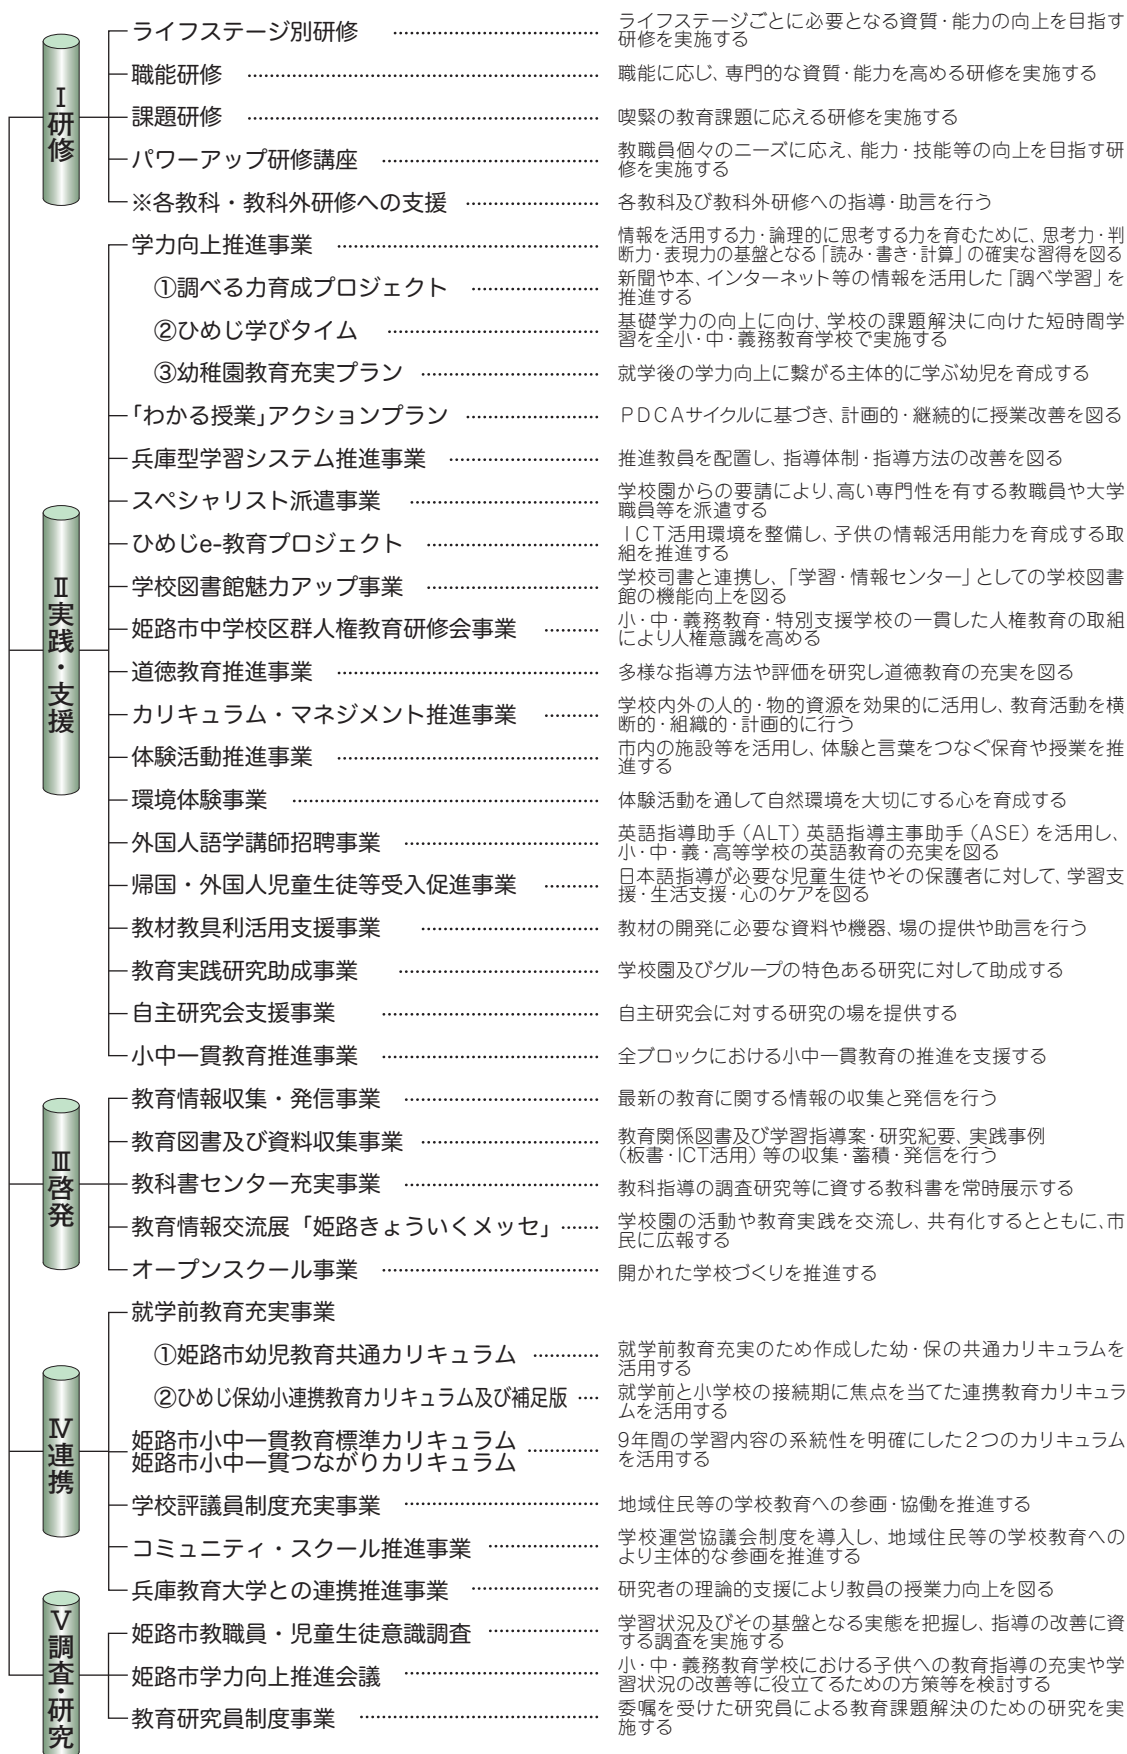 Ⅰ研修
ライフステージ別研修 ………………………………
ライフステージごとに必要となる資質・能力の向上を目指す
研修を実施する
職能研修 ………………………………
職能に応じ、専門的な資質・能力を高める研修を実施する
課題研修 ………………………………
喫緊の教育課題に応える研修を実施する
パワーアップ研修講座 ………………………………
教職員個々のニーズに応え、能力・技能等の向上を目指す研
修を実施する
※各教科・教科外研修への支援 ………………
各教科及び教科外研修への指導・助言を行う
Ⅱ実践・支援
学力向上推進事業 ………………………………
情報を活用する力・論理的に思考する力を育むために、思考力・判
断力・表現力の基盤となる「読み・書き・計算」の確実な習得を図る
①調べる力育成プロジェクト ………………
新聞や本、インターネット等の情報を活用した「調べ学習」を
推進する
②ひめじ学びタイム ………………………
基礎学力の向上に向け、学校の課題解決に向けた短時間学
習を全小・中・義務教育学校で実施する
③幼稚園教育充実プラン ……………………
就学後の学力向上に繋がる主体的に学ぶ幼児を育成する
「わかる授業」アクションプラン ………………
PDCAサイクルに基づき、計画的・継続的に授業改善を図る
兵庫型学習システム推進事業 ………………
推進教員を配置し、指導体制・指導方法の改善を図る
スペシャリスト派遣事業 ………………………
学校園からの要請により、高い専門性を有する教職員や大学
職員等を派遣する
ひめじe-教育プロジェクト ……………………
ICT活用環境を整備し、子供の情報活用能力を育成する取
組を推進する
学校図書館魅力アップ事業 ……………………
学校司書と連携し、「学習・情報センター」としての学校図書
館の機能向上を図る
姫路市中学校区群人権教育研修会事業 ………
小・中・義務教育・特別支援学校の一貫した人権教育の取組
により人権意識を高める
道徳教育推進事業 ………………………………
多様な指導方法や評価を研究し道徳教育の充実を図る
カリキュラム・マネジメント推進事業 ………
学校内外の人的・物的資源を効果的に活用し、教育活動を横
断的・組織的・計画的に行う
体験活動推進事業 ………………………………
市内の施設等を活用し、体験と言葉をつなぐ保育や授業を推
進する
環境体験事業 ………………………………
体験活動を通して自然環境を大切にする心を育成する
外国人語学講師招聘事業 ………………………
英語指導助手（ALT）英語指導主事助手（ASE）を活用し、
小・中・義・高等学校の英語教育の充実を図る
帰国・外国人児童生徒等受入促進事業 ………
日本語指導が必要な児童生徒やその保護者に対して、学習支
援・生活支援・心のケアを図る
教材教具利活用支援事業 ……………………
教材の開発に必要な資料や機器、場の提供や助言を行う
教育実践研究助成事業 ………………………
学校園及びグループの特色ある研究に対して助成する
自主研究会支援事業 …………………………
自主研究会に対する研究の場を提供する
小中一貫教育推進事業 ………………………
全ブロックにおける小中一貫教育の推進を支援する
Ⅲ啓発
教育情報収集・発信事業 ………………………
最新の教育に関する情報の収集と発信を行う
教育図書及び資料収集事業 ……………………
教育関係図書及び学習指導案・研究紀要、実践事例
（板書・ICT活用）等の収集・蓄積・発信を行う
教科書センター充実事業 ………………………
教科指導の調査研究等に資する教科書を常時展示する
教育情報交流展「姫路きょういくメッセ」 ……
学校園の活動や教育実践を交流し、共有化するとともに、市
民に広報する
オープンスクール事業 …………………………
開かれた学校づくりを推進する
Ⅳ連携
就学前教育充実事業
①姫路市幼児教育共通カリキュラム …………
就学前教育充実のため作成した幼・保の共通カリキュラムを
活用する
②ひめじ保幼小連携教育カリキュラム及び補足版 ….
就学前と小学校の接続期に焦点を当てた連携教育カリキュラ
ムを活用する
姫路市小中一貫教育標準カリキュラム
姫路市小中一貫つながりカリキュラム …………
9年間の学習内容の系統性を明確にした2つのカリキュラム
を活用する
学校評議員制度充実事業 ………………………
地域住民等の学校教育への参画・協働を推進する
コミュニティ・スクール推進事業 ………………
学校運営協議会制度を導入し、地域住民等の学校教育への
より主体的な参画を推進する
兵庫教育大学との連携推進事業 ………………
研究者の理論的支援により教員の授業力向上を図る
Ⅴ調査・研究
姫路市教職員・児童生徒意識調査 ………………
学習状況及びその基盤となる実態を把握し、指導の改善に資
する調査を実施する
姫路市学力向上推進会議 ………………………
小・中・義務教育学校における子供への教育指導の充実や学
習状況の改善等に役立てるための方策等を検討する
教育研究員制度事業 ……………………………
委嘱を受けた研究員による教育課題解決のための研究を実
施する